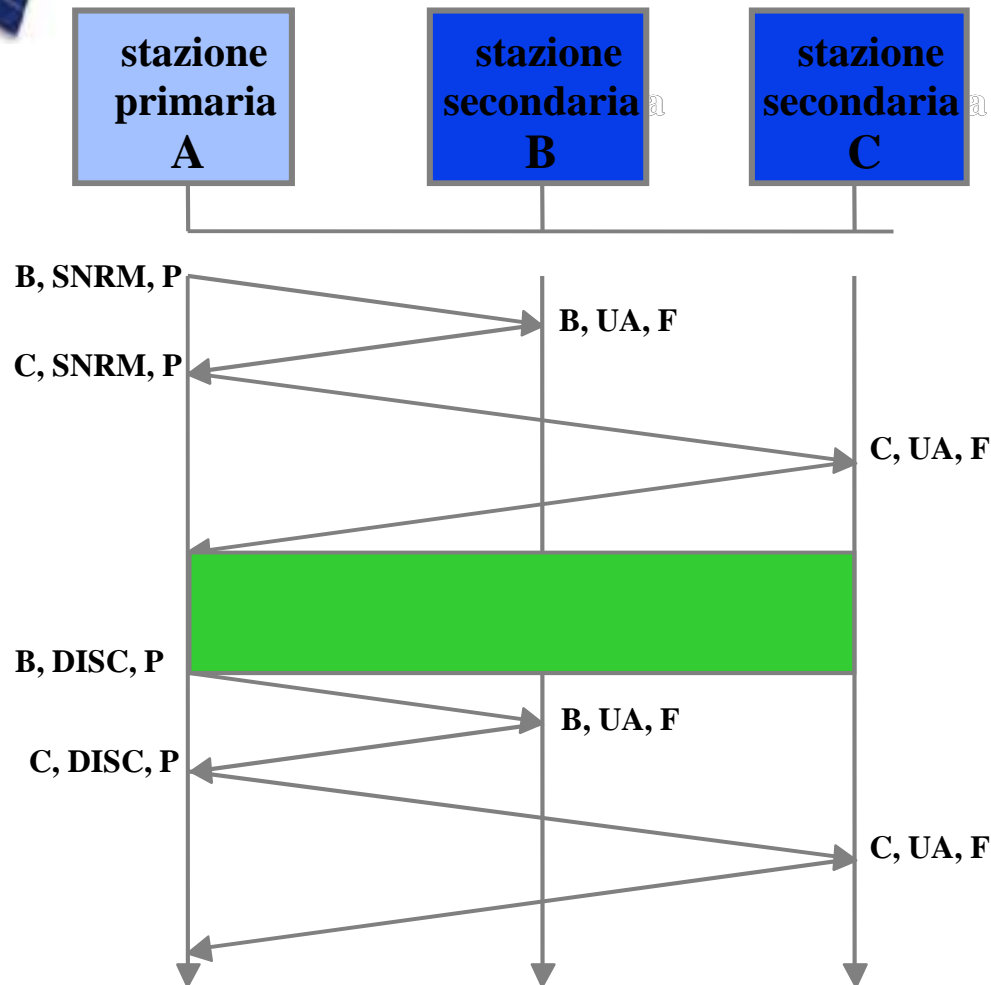 stazione
primaria
A
stazione
secondaria
B
stazione
secondaria
C
B, SNRM, P
B, UA, F
C, SNRM, P
C, UA, F
B, DISC, P
B, UA, F
C, DISC, P
C, UA, F